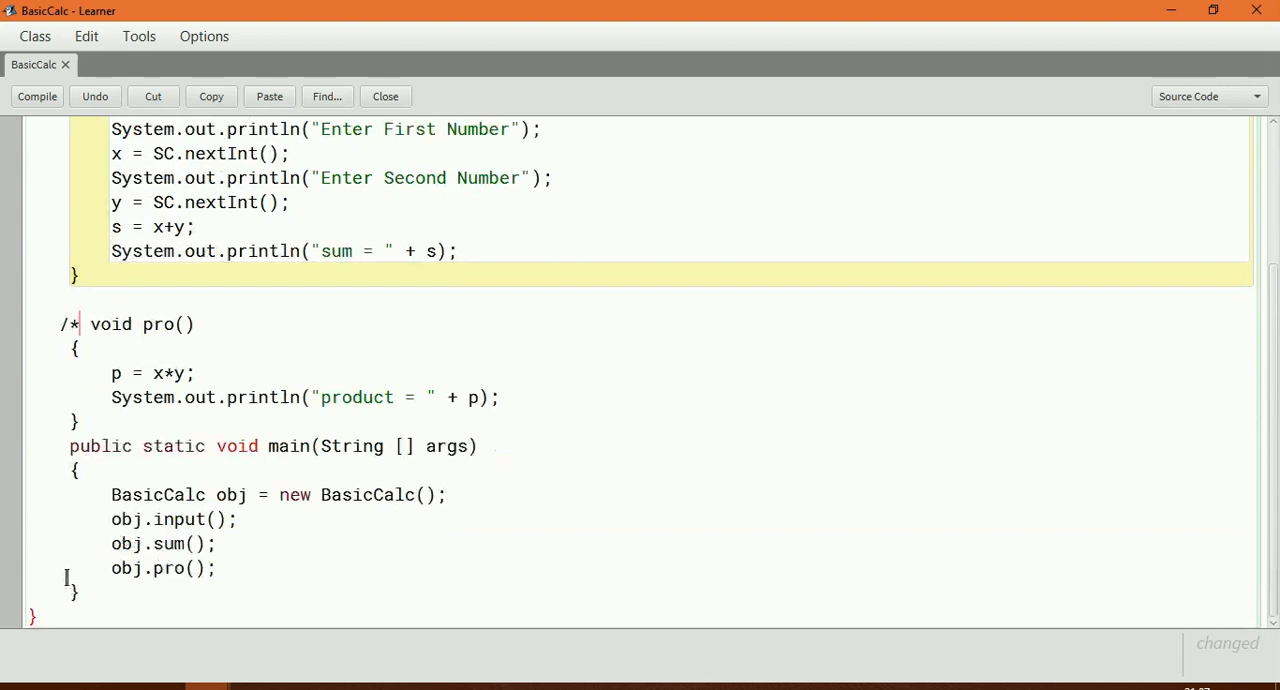 BasicCalc - Learner
Class Edit Tools Options
BasicCalc ✕
Compile Undo Cut Copy Paste Find... Close Source Code
System.out.println("Enter First Number");
x = SC.nextInt();
System.out.println("Enter Second Number");
y = SC.nextInt();
s = x+y;
System.out.println("sum = " + s);
}
/* void pro()
{
p = x*y;
System.out.println("product = " + p);
}
public static void main(String [] args)
{
BasicCalc obj = new BasicCalc();
obj.input();
obj.sum();
obj.pro();
}
}
changed